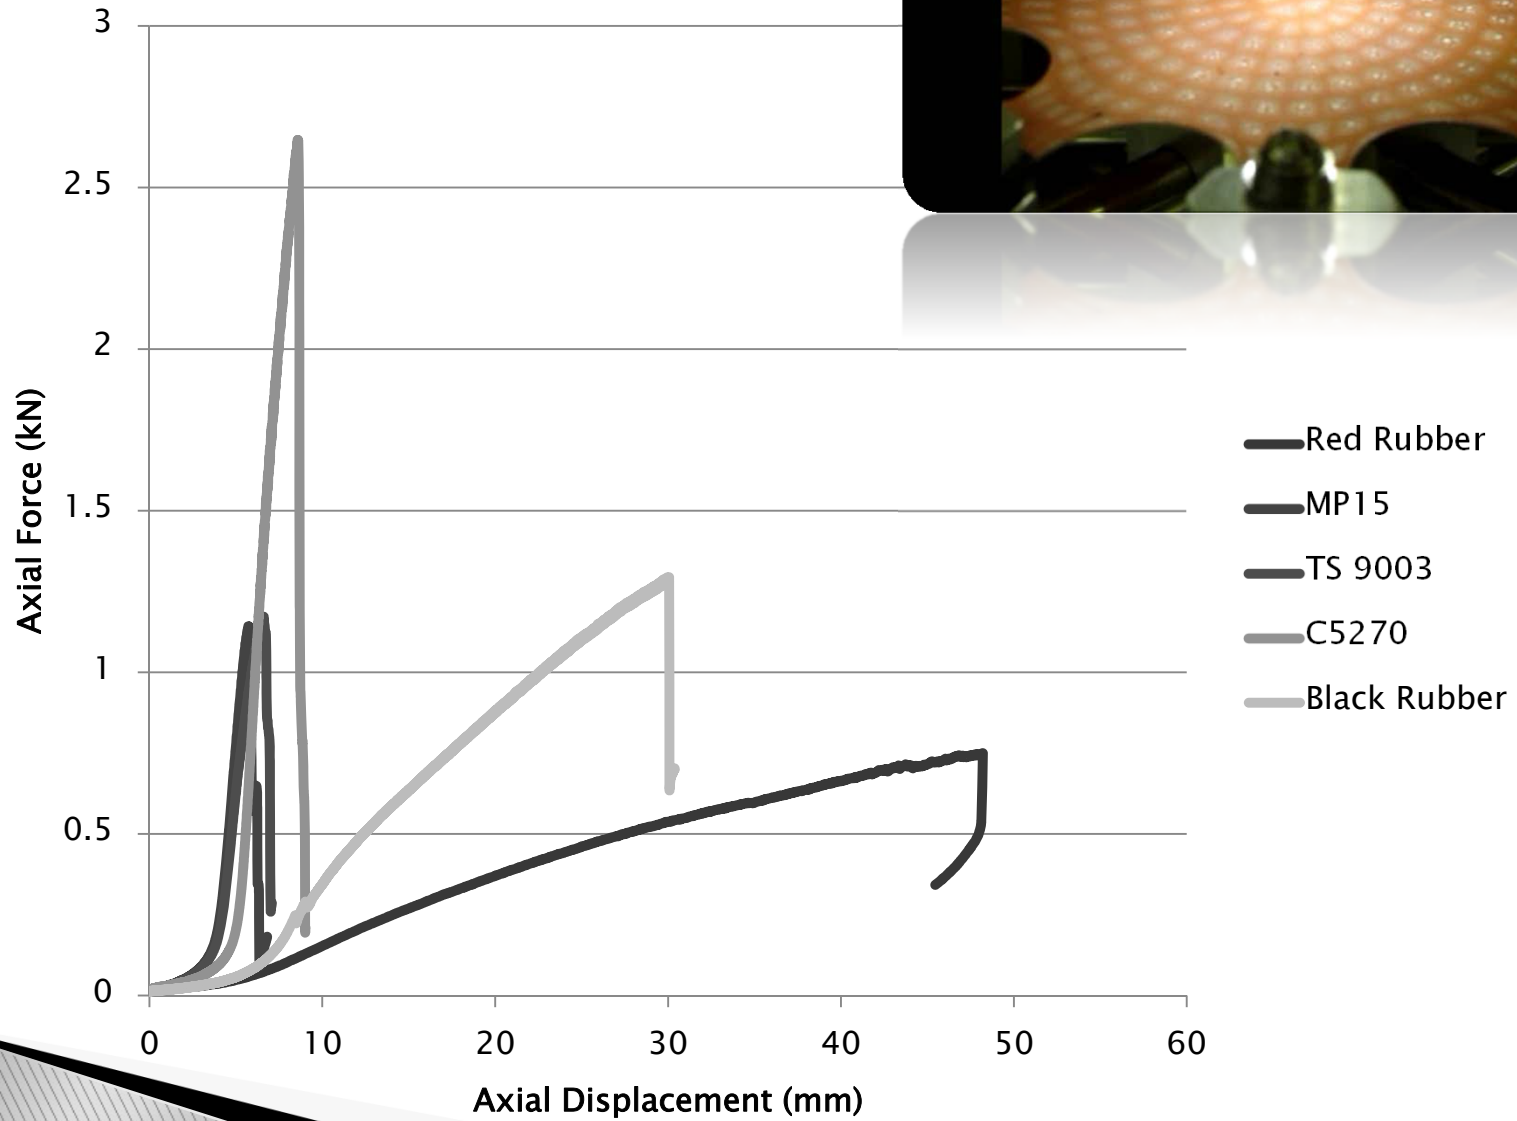 3
2.5
2
1.5
1
0.5
0
Axial Force (kN)
0 10 20 30 40 50 60
Axial Displacement (mm)
Red Rubber
MP15
TS 9003
C5270
Black Rubber